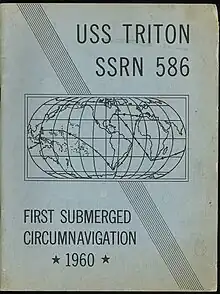 USS TRITON
SSRN 586
FIRST SUBMERGED
CIRCUMNAVIGATION
★ 1960 ★